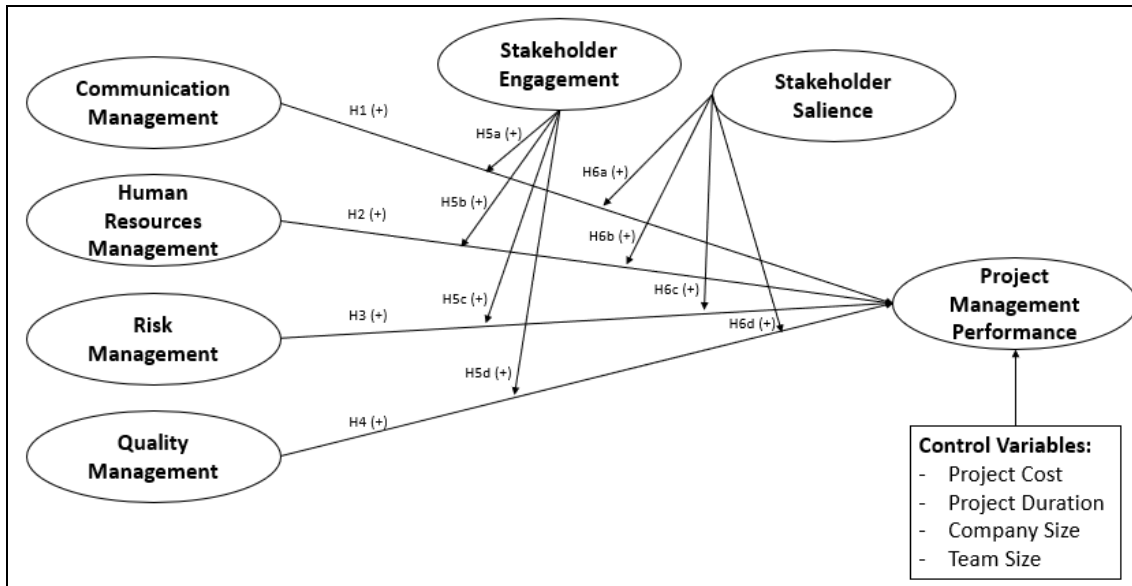 Communication
Management
Stakeholder
Engagement
Stakeholder
Salience
H1 (+)
H5a (+)
H6a (+)
Human
Resources
Management
H2 (+)
H5b (+)
H6b (+)
Risk
Management
H3 (+)
H5c (+)
H6c (+)
H6d (+)
Project
Management
Performance
Quality
Management
H4 (+)
H5d (+)
Control Variables:
- Project Cost
- Project Duration
- Company Size
- Team Size